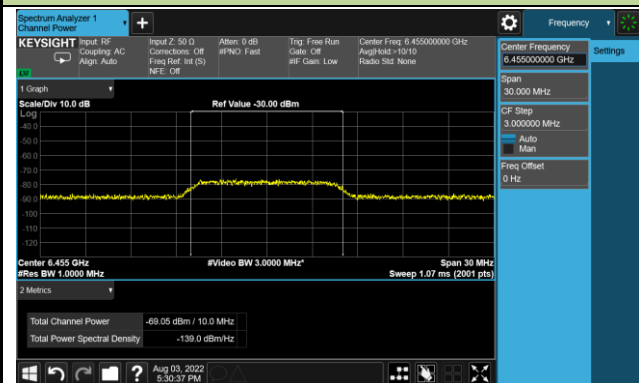 Spectrum Analyzer 1
Channel Power
Frequency
KEYSIGHT
Input: RF
Coupling: AC
Align: Auto
Input Z: 50 Ω
Corrections: Off
Freq Ref: Int (S)
NFE: Off
Atten: 0 dB
#PNO: Fast
Trig: Free Run
Gate: Off
#IF Gain: Low
Center Freq: 6.455000000 GHz
Avg|Hold:>10/10
Radio Std: None
LXI
1 Graph
Scale/Div 10.0 dB
Ref Value -30.00 dBm
Log
-40.0
-50.0
-60.0
-70.0
-80.0
-90.0
-100
-110
-120
Center 6.455 GHz
#Video BW 3.0000 MHz*
Span 30 MHz
#Res BW 1.0000 MHz
Sweep 1.07 ms (2001 pts)
2 Metrics
Total Channel Power
-69.05 dBm / 10.0 MHz
Total Power Spectral Density
-139.0 dBm/Hz
?
Aug 03, 2022
5:30:37 PM
Center Frequency
6.455000000 GHz
Settings
Span
30.000 MHz
CF Step
3.000000 MHz
Auto
Man
Freq Offset
0 Hz